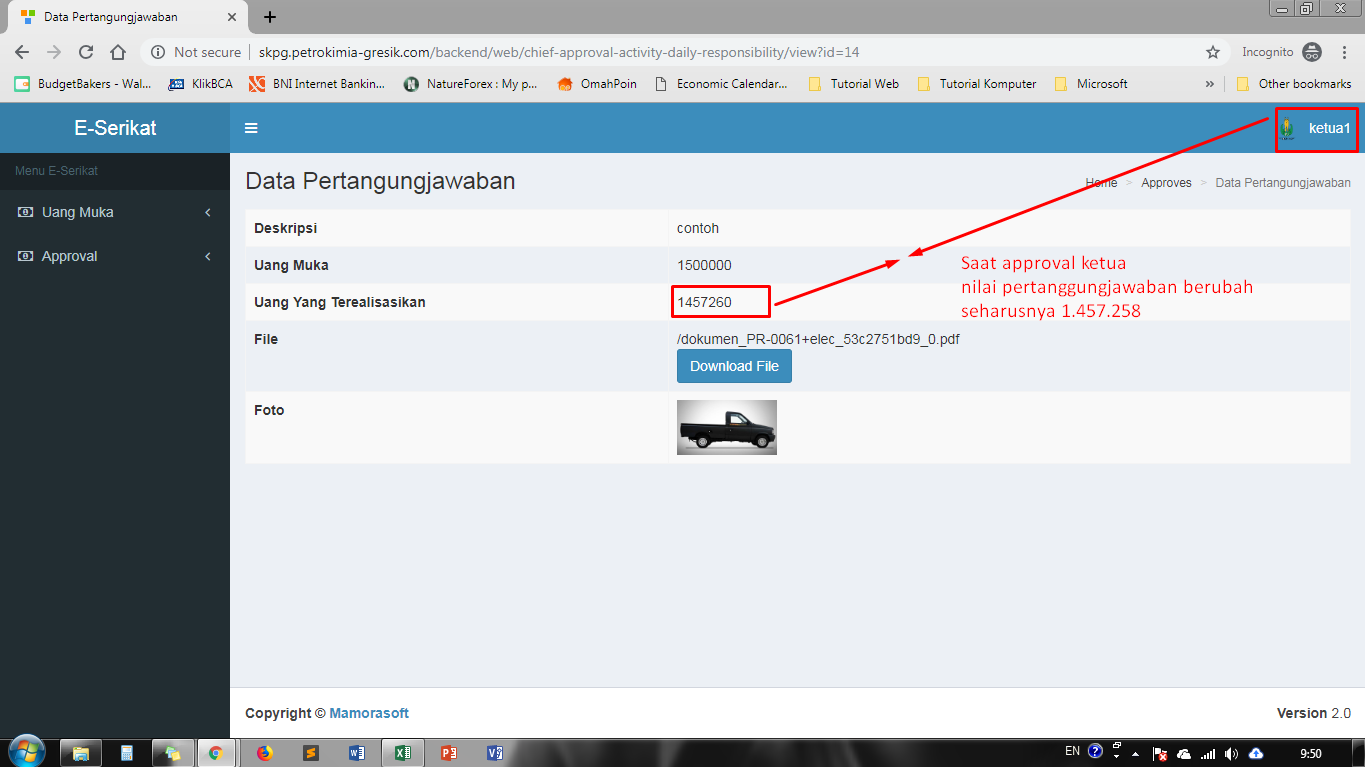 Data Pertangungjawaban
Not secure
skpg.petrokimia-gresik.com/backend/web/chief-approval-activity-daily-responsibility/view?id=14
Incognito
BudgetBakers - Wal...
KlikBCA
BNI Internet Bankin...
NatureForex : My p...
OmahPoin
Economic Calendar...
Tutorial Web
Tutorial Komputer
Microsoft
»
Other bookmarks
E-Serikat
ketua1
Menu E-Serikat
Uang Muka
Approval
Data Pertangungjawaban
Home > Approves > Data Pertangungjawaban
Deskripsi contoh
Uang Muka 1500000
Uang Yang Terealisasikan 1457260
Saat approval ketua
nilai pertanggungjawaban berubah
seharusnya 1.457.258
File /dokumen_PR-0061+elec_53c2751bd9_0.pdf
Download File
Foto
Copyright © Mamorasoft
Version 2.0
EN
9:50